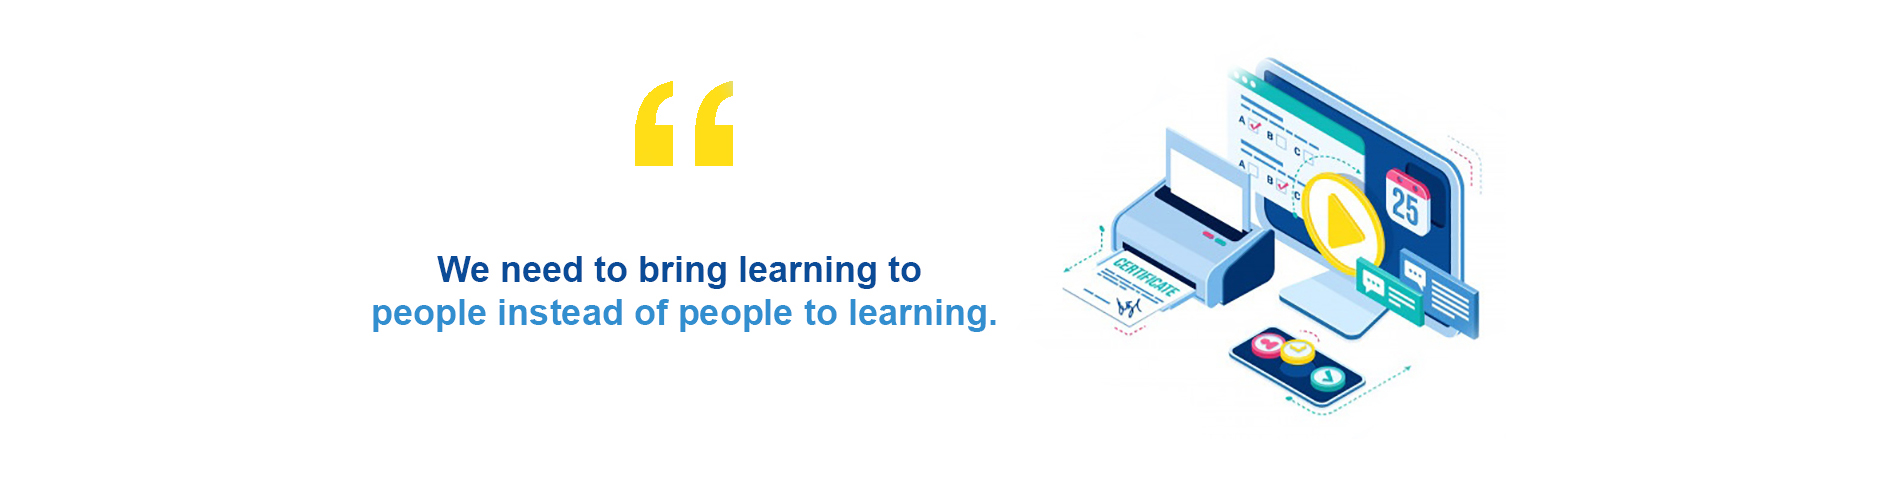 “
We need to bring learning to
people instead of people to learning.
A B C
A B C
25
CERTIFICATE